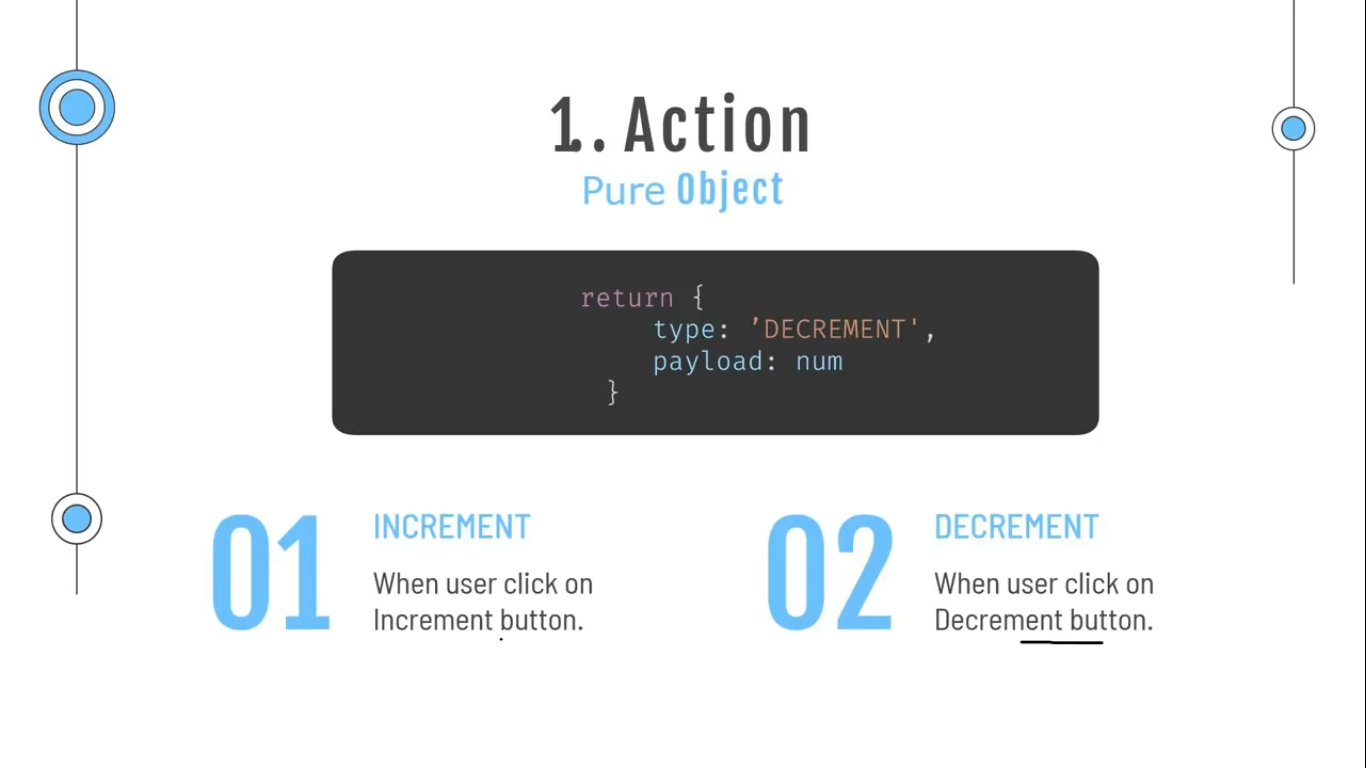 1. Action
Pure Object
return {
type: ’DECREMENT',
payload: num
}
01
INCREMENT
When user click on
Increment button.
02
DECREMENT
When user click on
Decrement button.